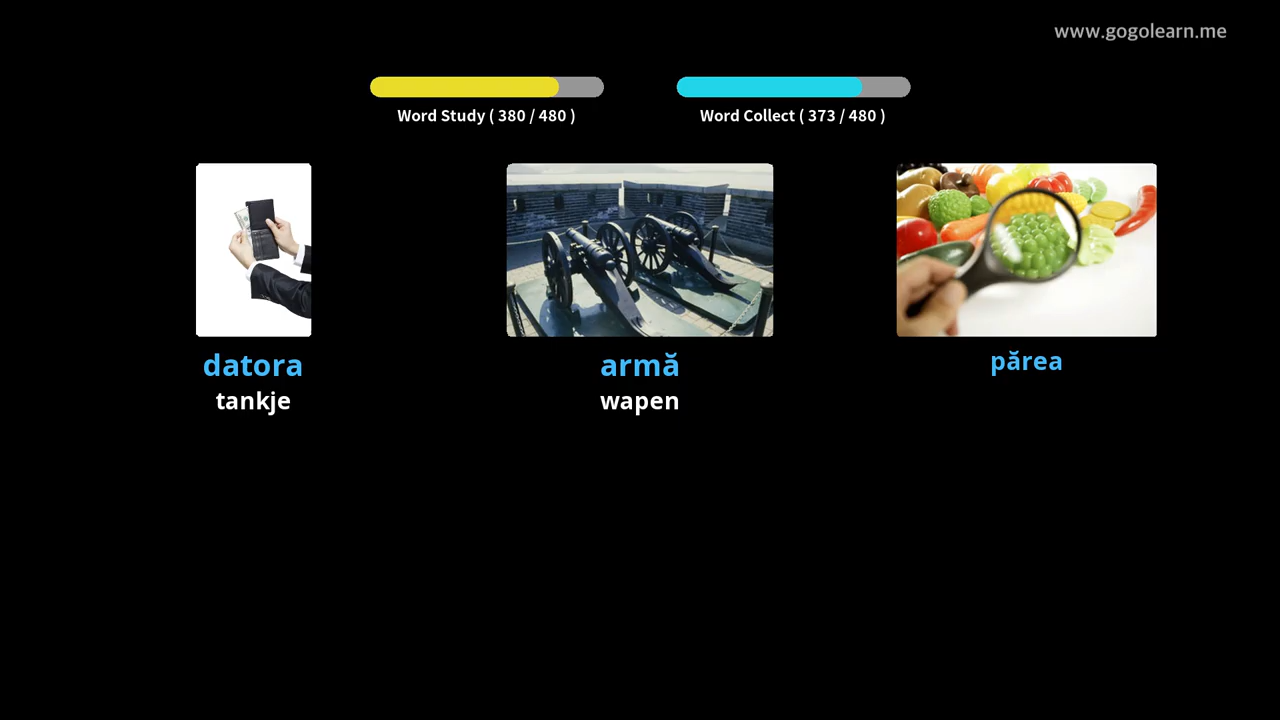 www.gogolearn.me
Word Study ( 380 / 480 )
Word Collect ( 373 / 480 )
datora
tankje
armă
wapen
părea